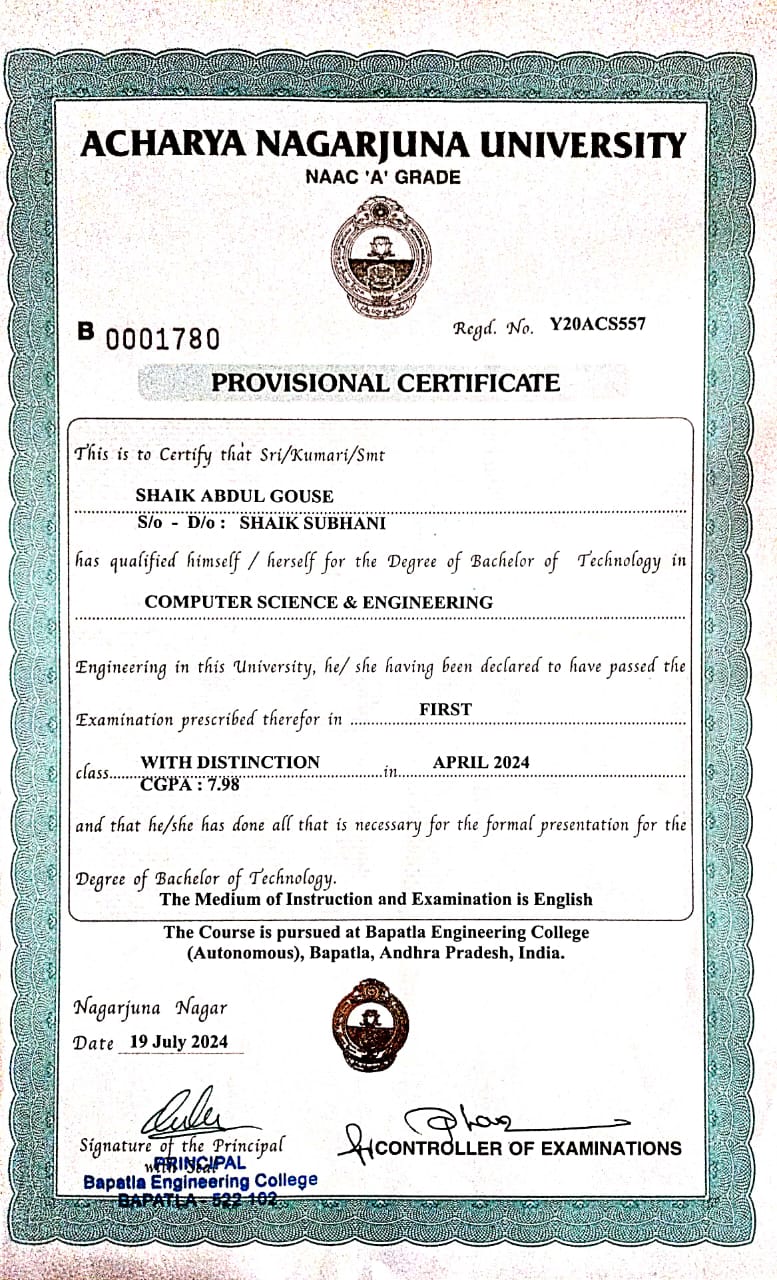 ACHARYA NAGARJUNA UNIVERSITY
NAAC 'A' GRADE
B 0001780
Regd. No. Y20ACS557
PROVISIONAL CERTIFICATE
This is to Certify that Sri/Kumari/Smt
SHAIK ABDUL GOUSE
S/o - D/o : SHAIK SUBHANI
has qualified himself / herself for the Degree of Bachelor of Technology in
COMPUTER SCIENCE & ENGINEERING
Engineering in this University, he/ she having been declared to have passed the
Examination prescribed therefor in FIRST
class WITH DISTINCTION in APRIL 2024
CGPA : 7.98
and that he/she has done all that is necessary for the formal presentation for the
Degree of Bachelor of Technology.
The Medium of Instruction and Examination is English
The Course is pursued at Bapatla Engineering College
(Autonomous), Bapatla, Andhra Pradesh, India.
Nagarjuna Nagar
Date 19 July 2024
Signature of the Principal
CONTROLLER OF EXAMINATIONS
PRINCIPAL
Bapatla Engineering College
BAPATLA - 522 102